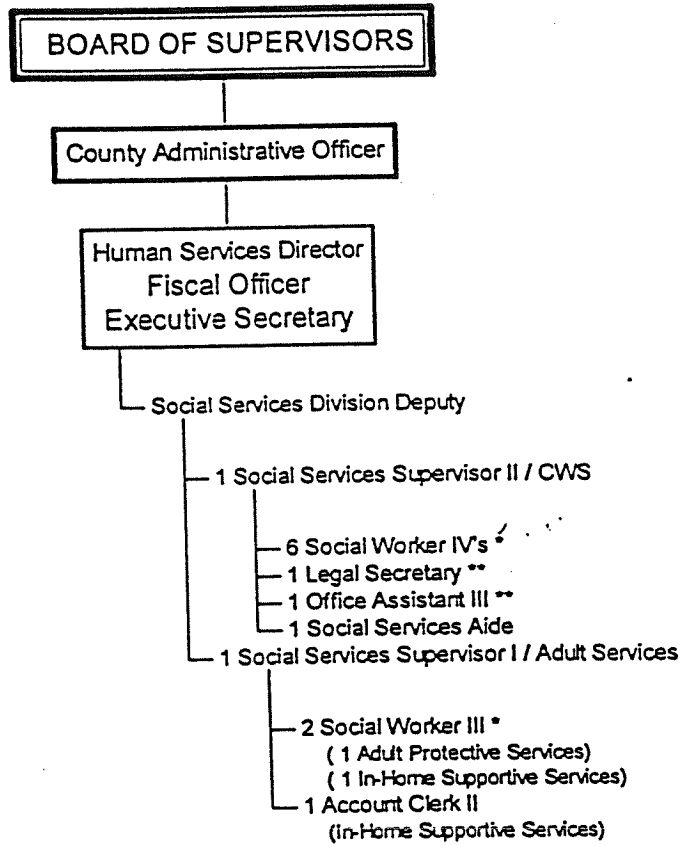 BOARD OF SUPERVISORS
County Administrative Officer
Human Services Director
Fiscal Officer
Executive Secretary
Social Services Division Deputy
1 Social Services Supervisor II / CWS
6 Social Worker IV's *
1 Legal Secretary **
1 Office Assistant III **
1 Social Services Aide
1 Social Services Supervisor I / Adult Services
2 Social Worker III *
( 1 Adult Protective Services)
( 1 In-Home Supportive Services)
1 Account Clerk II
(In-Home Supportive Services)